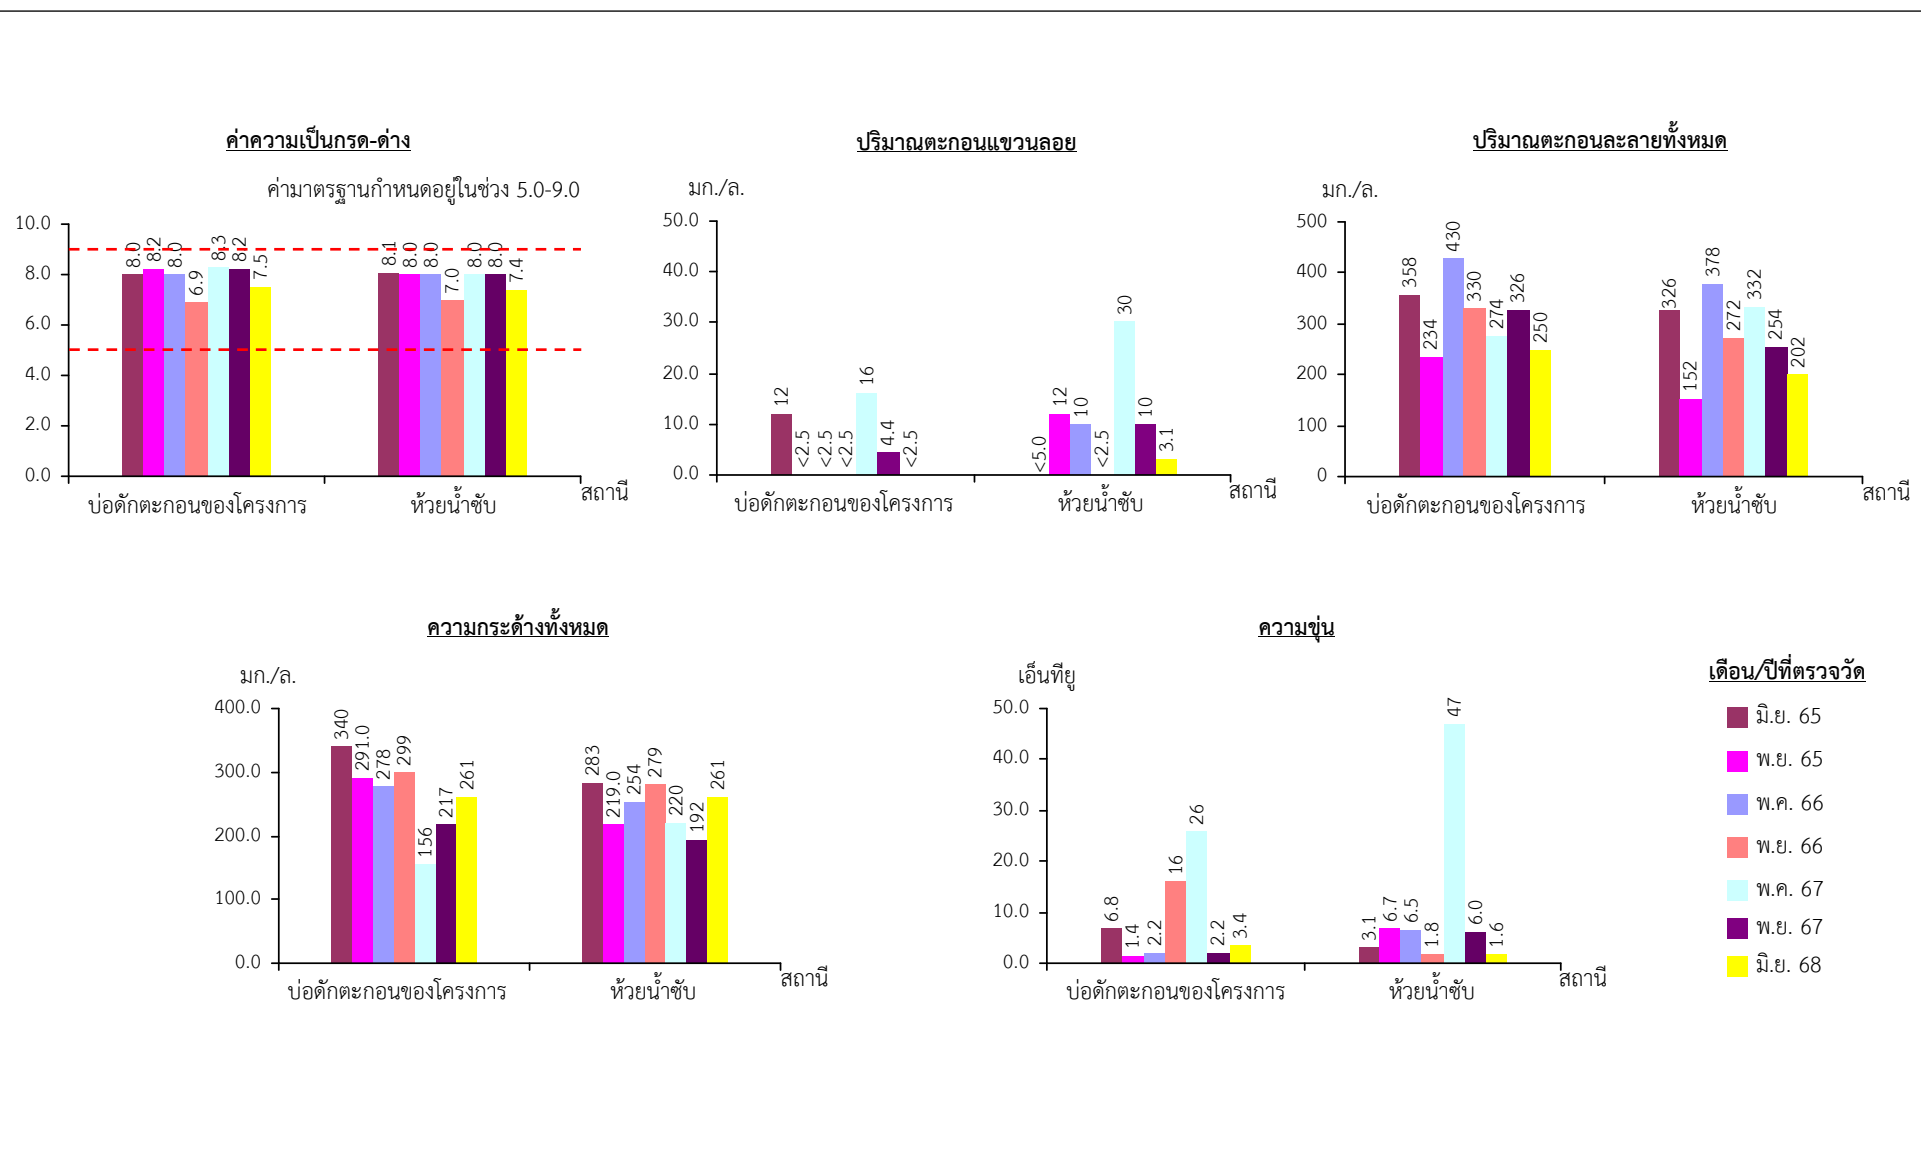 ค่าความเป็นกรด-ด่าง
ค่ามาตรฐานกำหนดอยู่ในช่วง 5.0-9.0
10.0
8.0
6.0
4.0
2.0
0.0
8.0 8.2 8.0 6.9 8.3 8.2 7.5
8.1 8.0 8.0 7.0 8.0 8.0 7.4
บ่อดักตะกอนของโครงการ ห้วยน้ำซับ สถานี
ปริมาณตะกอนแขวนลอย
มก./ล.
50.0
40.0
30.0
20.0
10.0
0.0
12 <2.5 <2.5 <2.5 16 4.4 <2.5
<5.0 12 10 <2.5 30 10 3.1
บ่อดักตะกอนของโครงการ ห้วยน้ำซับ สถานี
ปริมาณตะกอนละลายทั้งหมด
มก./ล.
500
400
300
200
100
0
358 234 430 330 274 326 250
326 152 378 272 332 254 202
บ่อดักตะกอนของโครงการ ห้วยน้ำซับ สถานี
ความกระด้างทั้งหมด
มก./ล.
400.0
300.0
200.0
100.0
0.0
340 291.0 278 299 156 217 261
283 219.0 254 279 220 192 261
บ่อดักตะกอนของโครงการ ห้วยน้ำซับ สถานี
ความขุ่น
เอ็นทียู
50.0
40.0
30.0
20.0
10.0
0.0
6.8 1.4 2.2 16 26 2.2 3.4
3.1 6.7 6.5 1.8 47 6.0 1.6
บ่อดักตะกอนของโครงการ ห้วยน้ำซับ สถานี
เดือน/ปีที่ตรวจวัด
มิ.ย. 65
พ.ย. 65
พ.ค. 66
พ.ย. 66
พ.ค. 67
พ.ย. 67
มิ.ย. 68